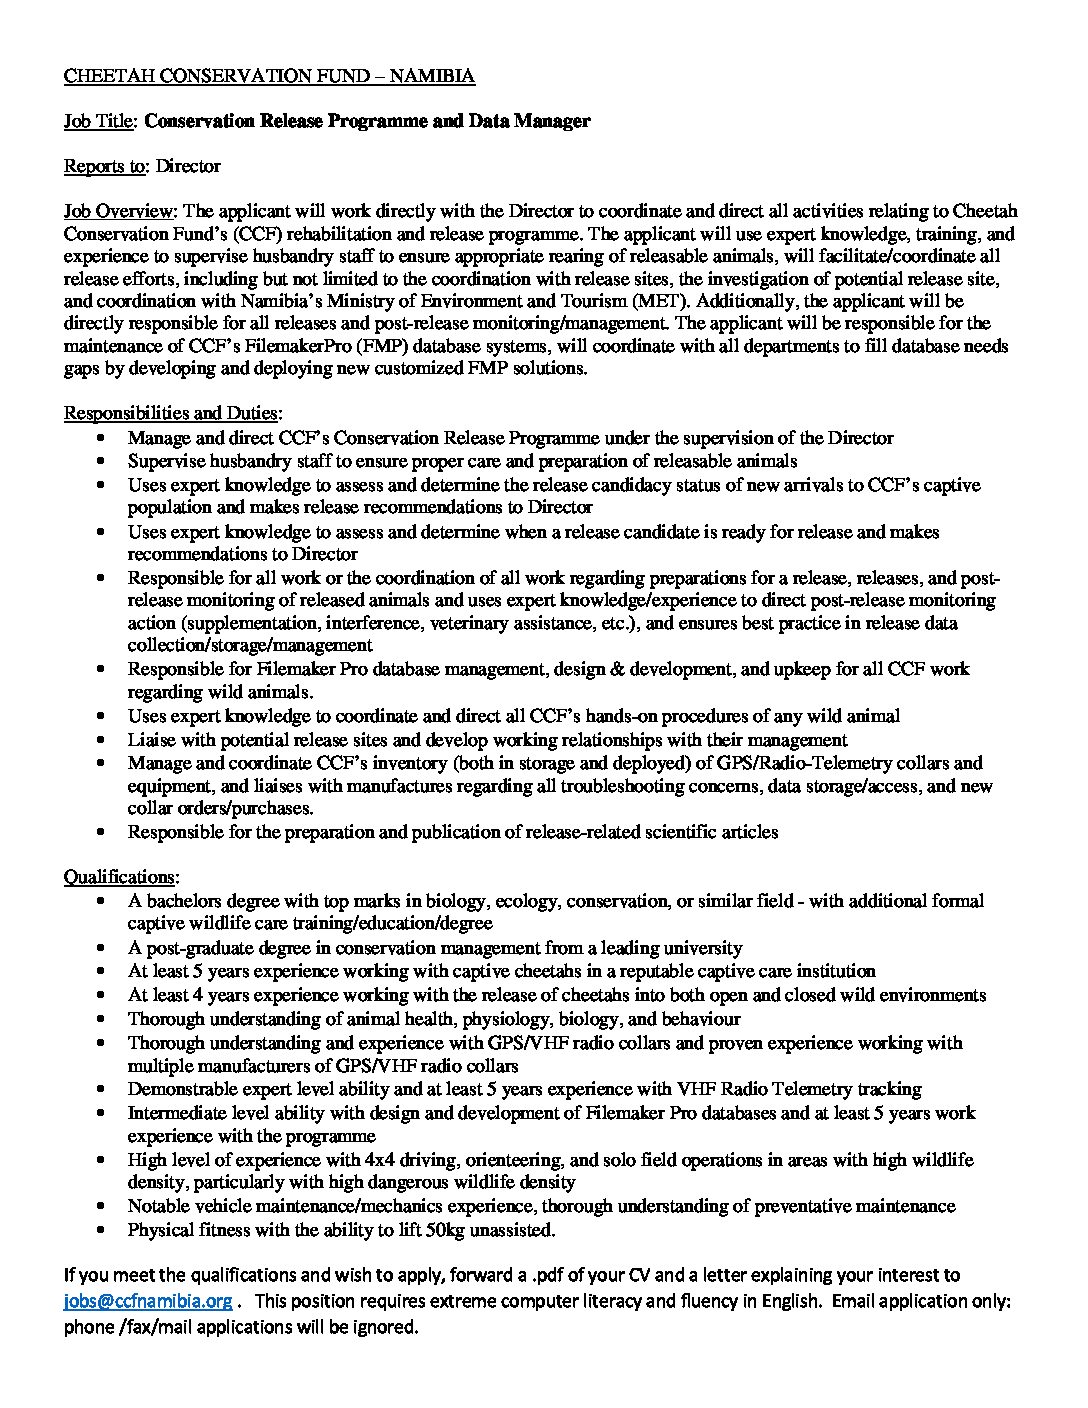 CHEETAH CONSERVATION FUND – NAMIBIA
Job Title: Conservation Release Programme and Data Manager
Reports to: Director
Job Overview: The applicant will work directly with the Director to coordinate and direct all activities relating to Cheetah
Conservation Fund’s (CCF) rehabilitation and release programme. The applicant will use expert knowledge, training, and
experience to supervise husbandry staff to ensure appropriate rearing of releasable animals, will facilitate/coordinate all
release efforts, including but not limited to the coordination with release sites, the investigation of potential release site,
and coordination with Namibia’s Ministry of Environment and Tourism (MET). Additionally, the applicant will be
directly responsible for all releases and post-release monitoring/management. The applicant will be responsible for the
maintenance of CCF’s FilemakerPro (FMP) database systems, will coordinate with all departments to fill database needs
gaps by developing and deploying new customized FMP solutions.
Responsibilities and Duties:
• Manage and direct CCF’s Conservation Release Programme under the supervision of the Director
• Supervise husbandry staff to ensure proper care and preparation of releasable animals
• Uses expert knowledge to assess and determine the release candidacy status of new arrivals to CCF’s captive
population and makes release recommendations to Director
• Uses expert knowledge to assess and determine when a release candidate is ready for release and makes
recommendations to Director
• Responsible for all work or the coordination of all work regarding preparations for a release, releases, and post-
release monitoring of released animals and uses expert knowledge/experience to direct post-release monitoring
action (supplementation, interference, veterinary assistance, etc.), and ensures best practice in release data
collection/storage/management
• Responsible for Filemaker Pro database management, design & development, and upkeep for all CCF work
regarding wild animals.
• Uses expert knowledge to coordinate and direct all CCF’s hands-on procedures of any wild animal
• Liaise with potential release sites and develop working relationships with their management
• Manage and coordinate CCF’s inventory (both in storage and deployed) of GPS/Radio-Telemetry collars and
equipment, and liaises with manufactures regarding all troubleshooting concerns, data storage/access, and new
collar orders/purchases.
• Responsible for the preparation and publication of release-related scientific articles
Qualifications:
• A bachelors degree with top marks in biology, ecology, conservation, or similar field - with additional formal
captive wildlife care training/education/degree
• A post-graduate degree in conservation management from a leading university
• At least 5 years experience working with captive cheetahs in a reputable captive care institution
• At least 4 years experience working with the release of cheetahs into both open and closed wild environments
• Thorough understanding of animal health, physiology, biology, and behaviour
• Thorough understanding and experience with GPS/VHF radio collars and proven experience working with
multiple manufacturers of GPS/VHF radio collars
• Demonstrable expert level ability and at least 5 years experience with VHF Radio Telemetry tracking
• Intermediate level ability with design and development of Filemaker Pro databases and at least 5 years work
experience with the programme
• High level of experience with 4x4 driving, orienteering, and solo field operations in areas with high wildlife
density, particularly with high dangerous wildlife density
• Notable vehicle maintenance/mechanics experience, thorough understanding of preventative maintenance
• Physical fitness with the ability to lift 50kg unassisted.
If you meet the qualifications and wish to apply, forward a .pdf of your CV and a letter explaining your interest to
jobs@ccfnamibia.org . This position requires extreme computer literacy and fluency in English. Email application only:
phone /fax/mail applications will be ignored.